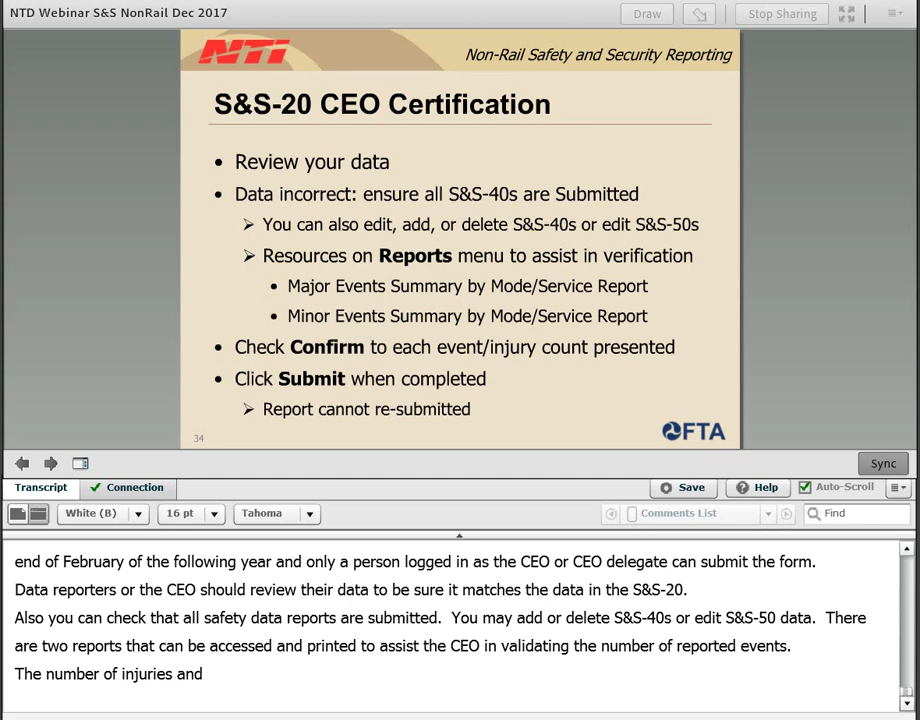 NTD Webinar S&S NonRail Dec 2017
Draw
Stop Sharing
NTI
Non-Rail Safety and Security Reporting
S&S-20 CEO Certification
• Review your data
• Data incorrect: ensure all S&S-40s are Submitted
➢ You can also edit, add, or delete S&S-40s or edit S&S-50s
➢ Resources on Reports menu to assist in verification
• Major Events Summary by Mode/Service Report
• Minor Events Summary by Mode/Service Report
• Check Confirm to each event/injury count presented
• Click Submit when completed
➢ Report cannot re-submitted
34
FTA
Sync
Transcript
Connection
Save
Help
Auto-Scroll
White (B)
16 pt
Tahoma
Comments List
Find
end of February of the following year and only a person logged in as the CEO or CEO delegate can submit the form.
Data reporters or the CEO should review their data to be sure it matches the data in the S&S-20.
Also you can check that all safety data reports are submitted.  You may add or delete S&S-40s or edit S&S-50 data.  There
are two reports that can be accessed and printed to assist the CEO in validating the number of reported events.
The number of injuries and